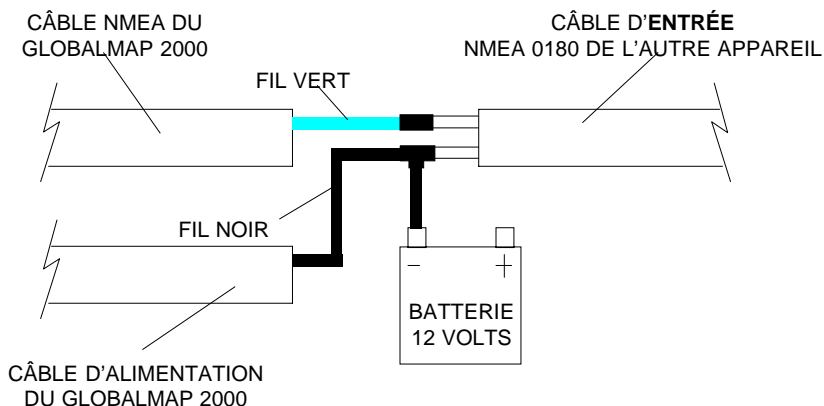 CÂBLE NMEA DU
GLOBALMAP 2000
CÂBLE D'ENTRÉE
NMEA 0180 DE L'AUTRE APPAREIL
FIL VERT
FIL NOIR
– +
BATTERIE
12 VOLTS
CÂBLE D'ALIMENTATION
DU GLOBALMAP 2000